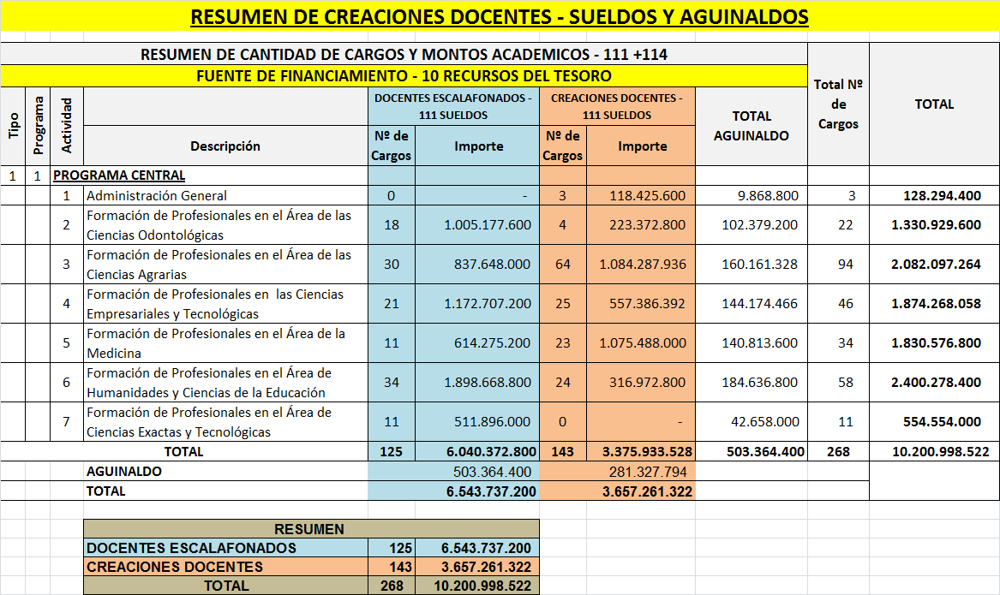 RESUMEN DE CREACIONES DOCENTES - SUELDOS Y AGUINALDOS
RESUMEN DE CANTIDAD DE CARGOS Y MONTOS ACADEMICOS - 111 +114
FUENTE DE FINANCIAMIENTO - 10 RECURSOS DEL TESORO
Tipo
Programa
Actividad
Descripción
DOCENTES ESCALAFONADOS -
111 SUELDOS
Nº de
Cargos
Importe
CREACIONES DOCENTES -
111 SUELDOS
Nº de
Cargos
Importe
TOTAL
AGUINALDO
Total Nº
de
Cargos
TOTAL
1 1 PROGRAMA CENTRAL
1 Administración General 0 - 3 118.425.600 9.868.800 3 128.294.400
Formación de Profesionales en el Área de las
Ciencias Odontológicas
2 18 1.005.177.600 4 223.372.800 102.379.200 22 1.330.929.600
Formación de Profesionales en el Área de las
Ciencias Agrarias
3 30 837.648.000 64 1.084.287.936 160.161.328 94 2.082.097.264
Formación de Profesionales en  las Ciencias
Empresariales y Tecnológicas
4 21 1.172.707.200 25 557.386.392 144.174.466 46 1.874.268.058
Formación de Profesionales en el Área de la
Medicina
5 11 614.275.200 23 1.075.488.000 140.813.600 34 1.830.576.800
Formación de Profesionales en el Área de
Humanidades y Ciencias de la Educación
6 34 1.898.668.800 24 316.972.800 184.636.800 58 2.400.278.400
Formación de Profesionales en el Área de
Ciencias Exactas y Tecnológicas
7 11 511.896.000 0 - 42.658.000 11 554.554.000
TOTAL 125 6.040.372.800 143 3.375.933.528 503.364.400 268 10.200.998.522
AGUINALDO 503.364.400 281.327.794
TOTAL 6.543.737.200 3.657.261.322
RESUMEN
DOCENTES ESCALAFONADOS 125 6.543.737.200
CREACIONES DOCENTES 143 3.657.261.322
TOTAL 268 10.200.998.522